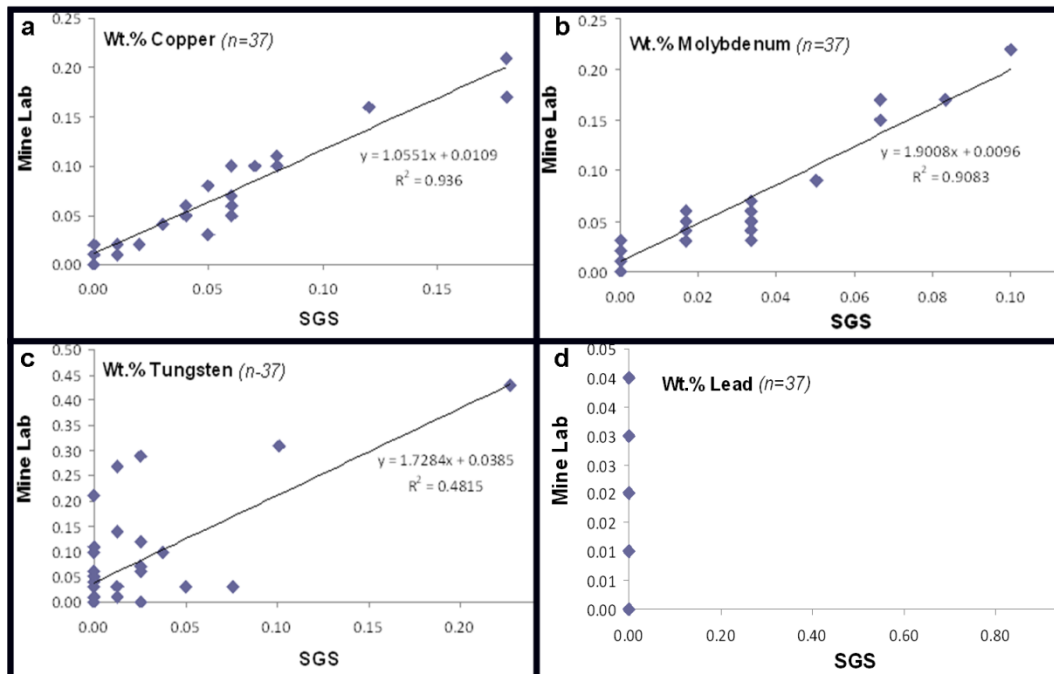 a
Wt.% Copper (n=37)
Mine Lab
0.25
0.20
0.15
0.10
0.05
0.00
y = 1.0551x + 0.0109
R² = 0.936
0.00 0.05 0.10 0.15
SGS
b
Wt.% Molybdenum (n=37)
Mine Lab
0.25
0.20
0.15
0.10
0.05
0.00
y = 1.9008x + 0.0096
R² = 0.9083
0.00 0.02 0.04 0.06 0.08 0.10
SGS
c
Wt.% Tungsten (n-37)
Mine Lab
0.50
0.45
0.40
0.35
0.30
0.25
0.20
0.15
0.10
0.05
0.00
y = 1.7284x + 0.0385
R² = 0.4815
0.00 0.05 0.10 0.15 0.20
SGS
d
Wt.% Lead (n=37)
Mine Lab
0.05
0.04
0.04
0.03
0.03
0.02
0.02
0.01
0.01
0.00
0.00 0.20 0.40 0.60 0.80
SGS